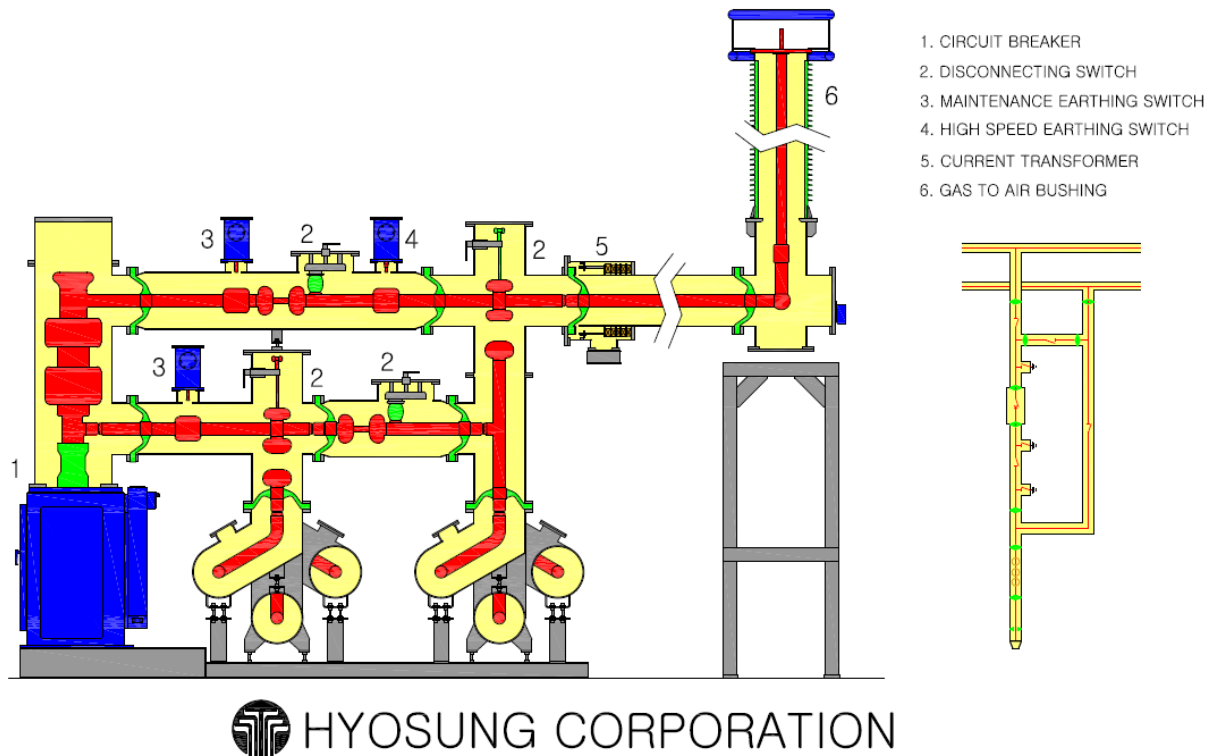 1. CIRCUIT BREAKER
2. DISCONNECTING SWITCH
3. MAINTENANCE EARTHING SWITCH
4. HIGH SPEED EARTHING SWITCH
5. CURRENT TRANSFORMER
6. GAS TO AIR BUSHING
6
3
2
4
2
5
3
2
2
1
HYOSUNG CORPORATION